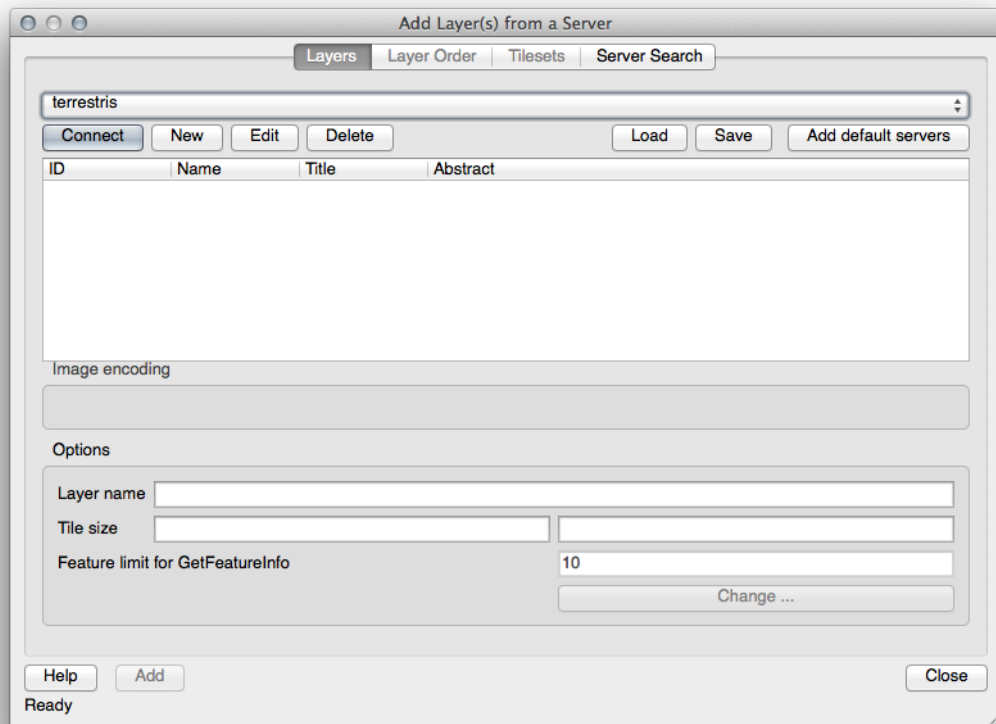 Add Layer(s) from a Server
Layers Layer Order Tilesets Server Search
terrestris
Connect New Edit Delete Load Save Add default servers
ID Name Title Abstract
Image encoding
Options
Layer name
Tile size
Feature limit for GetFeatureInfo 10
Change ...
Help Add Close
Ready